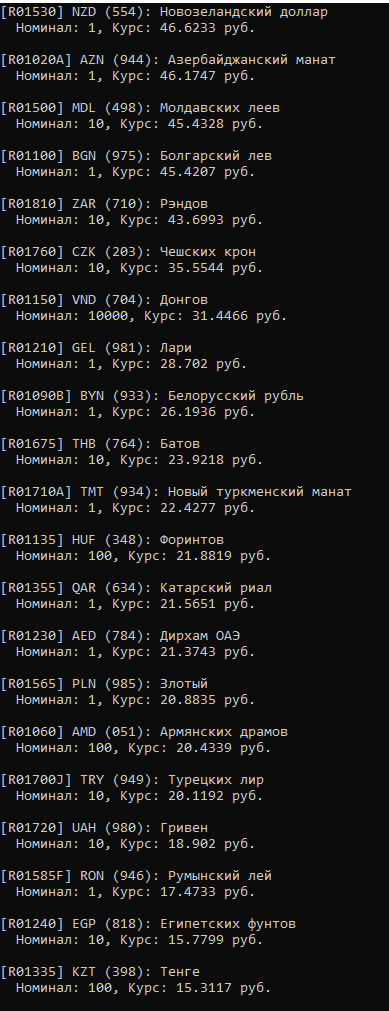 [R01530] NZD (554): Новозеландский доллар
Номинал: 1, Курс: 46.6233 руб.
[R01020A] AZN (944): Азербайджанский манат
Номинал: 1, Курс: 46.1747 руб.
[R01500] MDL (498): Молдавских леев
Номинал: 10, Курс: 45.4328 руб.
[R01100] BGN (975): Болгарский лев
Номинал: 1, Курс: 45.4207 руб.
[R01810] ZAR (710): Рэндов
Номинал: 10, Курс: 43.6993 руб.
[R01760] CZK (203): Чешских крон
Номинал: 10, Курс: 35.5544 руб.
[R01150] VND (704): Донгов
Номинал: 10000, Курс: 31.4466 руб.
[R01210] GEL (981): Лари
Номинал: 1, Курс: 28.702 руб.
[R01090B] BYN (933): Белорусский рубль
Номинал: 1, Курс: 26.1936 руб.
[R01675] THB (764): Батов
Номинал: 10, Курс: 23.9218 руб.
[R01710A] TMT (934): Новый туркменский манат
Номинал: 1, Курс: 22.4277 руб.
[R01135] HUF (348): Форинтов
Номинал: 100, Курс: 21.8819 руб.
[R01355] QAR (634): Катарский риал
Номинал: 1, Курс: 21.5651 руб.
[R01230] AED (784): Дирхам ОАЭ
Номинал: 1, Курс: 21.3743 руб.
[R01565] PLN (985): Злотый
Номинал: 1, Курс: 20.8835 руб.
[R01060] AMD (051): Армянских драмов
Номинал: 100, Курс: 20.4339 руб.
[R01700J] TRY (949): Турецких лир
Номинал: 10, Курс: 20.1192 руб.
[R01720] UAH (980): Гривен
Номинал: 10, Курс: 18.902 руб.
[R01585F] RON (946): Румынский лей
Номинал: 1, Курс: 17.4733 руб.
[R01240] EGP (818): Египетских фунтов
Номинал: 10, Курс: 15.7799 руб.
[R01335] KZT (398): Тенге
Номинал: 100, Курс: 15.3117 руб.